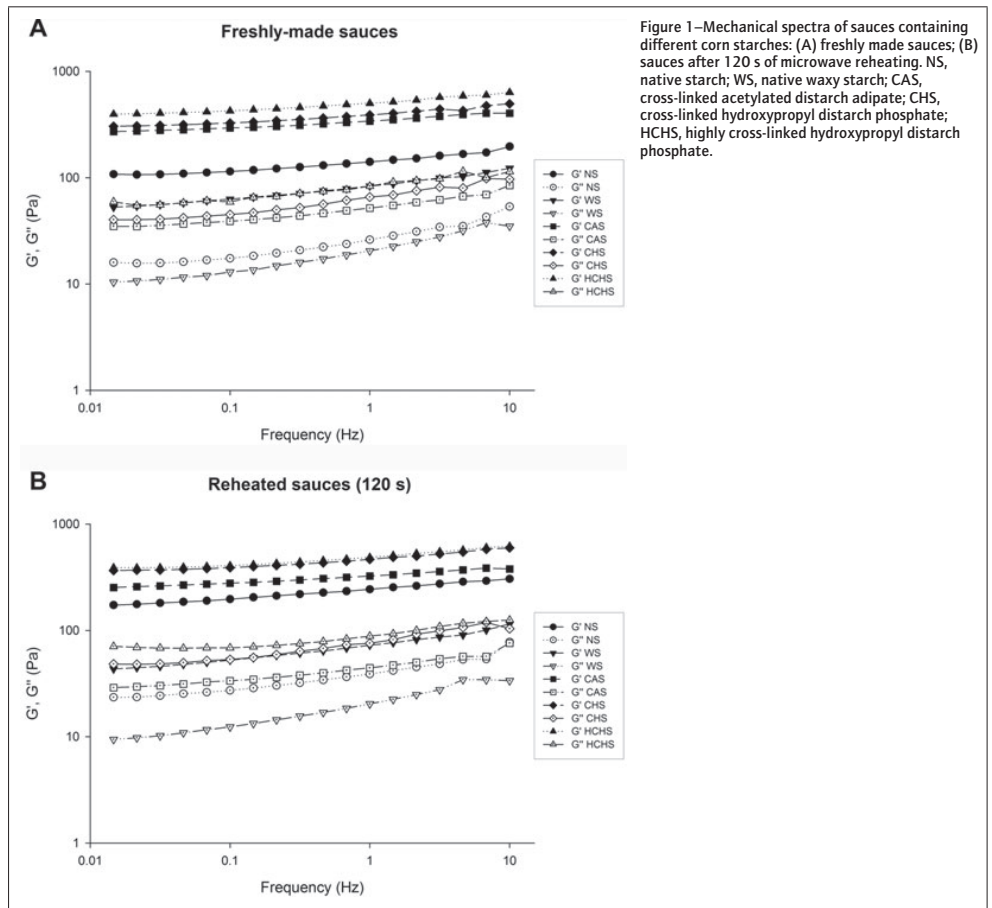 A
Freshly-made sauces
1000
100
10
1
G', G" (Pa)
0.01
0.1
1
10
Frequency (Hz)
G' NS
G" NS
G' WS
G" WS
G' CAS
G" CAS
G' CHS
G" CHS
G' HCHS
G" HCHS
Figure 1–Mechanical spectra of sauces containing
different corn starches: (A) freshly made sauces; (B)
sauces after 120 s of microwave reheating. NS,
native starch; WS, native waxy starch; CAS,
cross-linked acetylated distarch adipate; CHS,
cross-linked hydroxypropyl distarch phosphate;
HCHS, highly cross-linked hydroxypropyl distarch
phosphate.
B
Reheated sauces (120 s)
1000
100
10
1
G', G" (Pa)
0.01
0.1
1
10
Frequency (Hz)
G' NS
G" NS
G' WS
G" WS
G' CAS
G" CAS
G' CHS
G" CHS
G' HCHS
G" HCHS